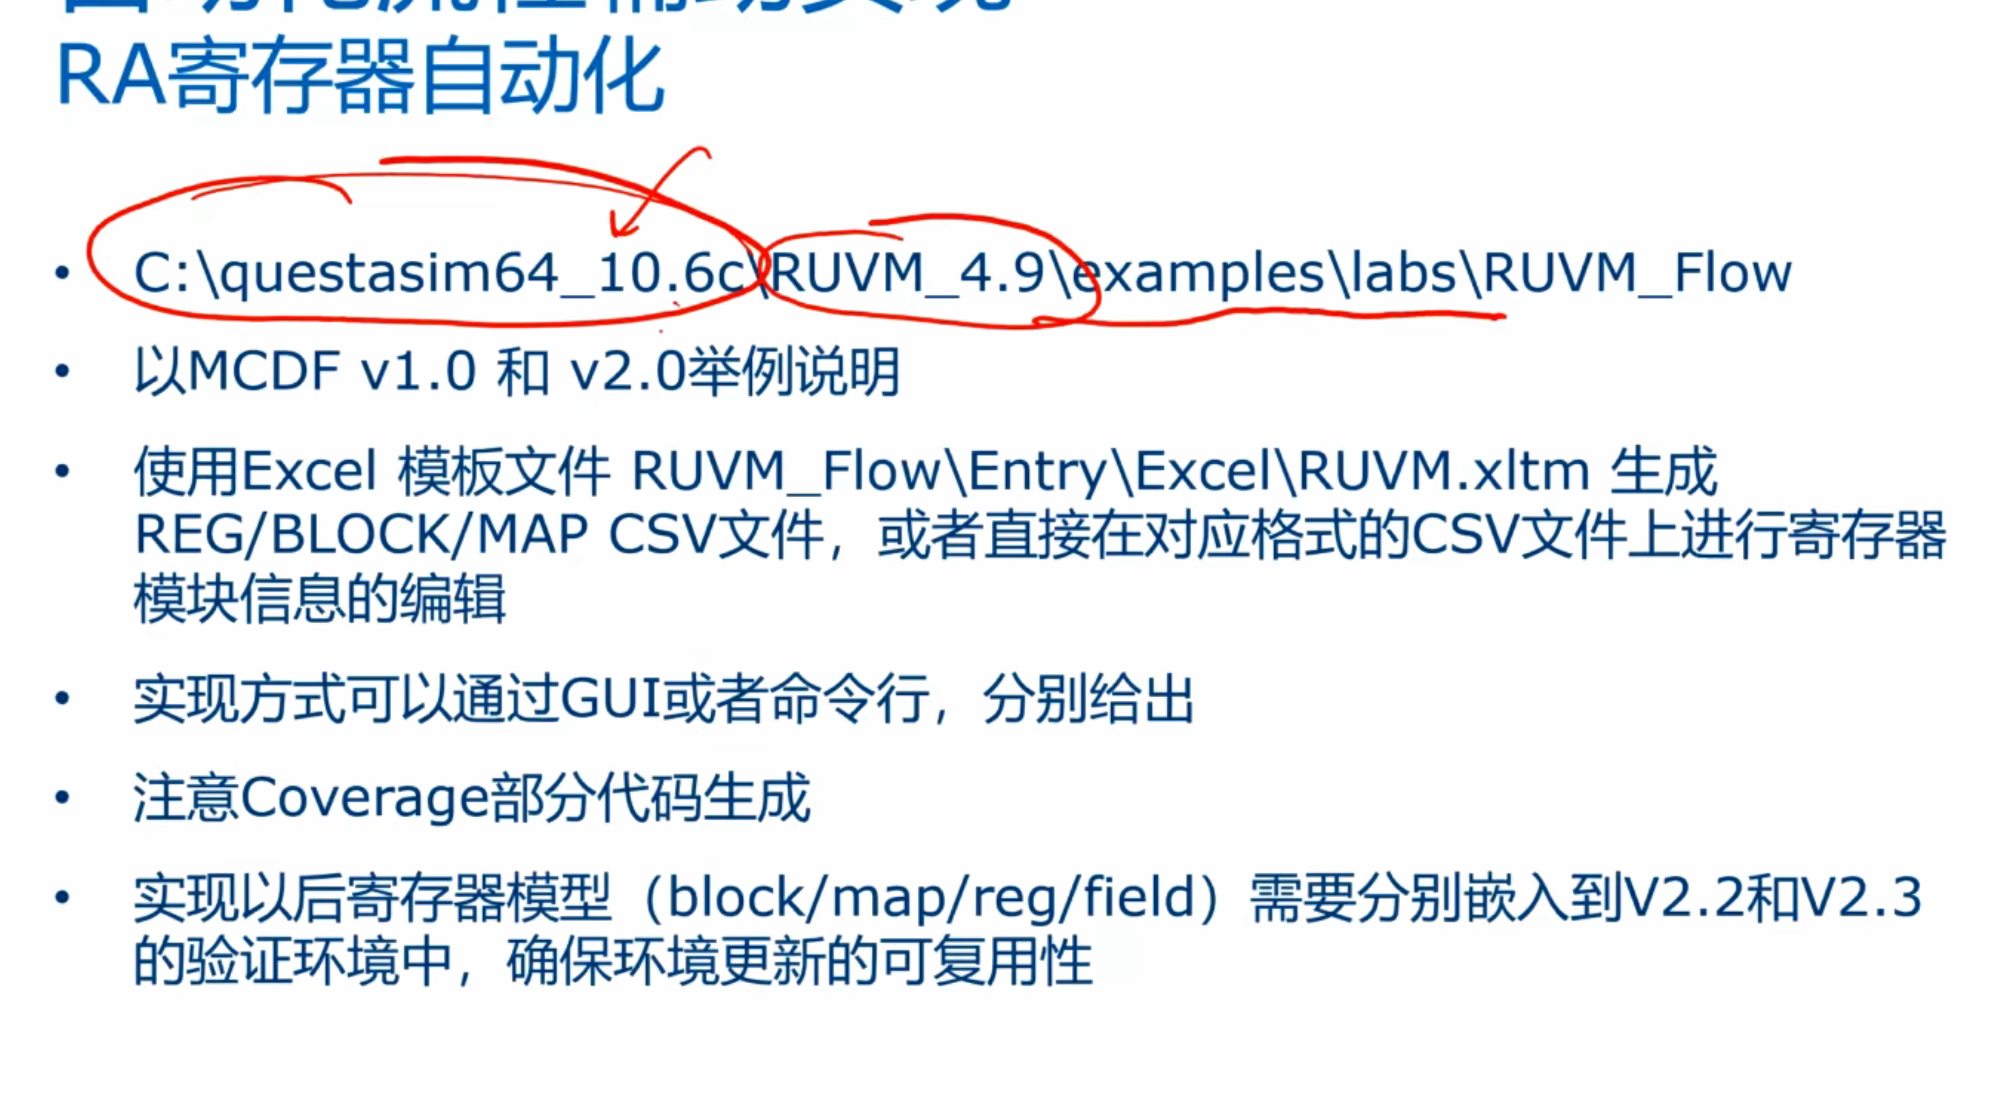 RA寄存器自动化
• C:\questasim64_10.6c\RUVM_4.9\examples\labs\RUVM_Flow
• 以MCDF v1.0 和 v2.0举例说明
• 使用Excel 模板文件 RUVM_Flow\Entry\Excel\RUVM.xltm 生成
REG/BLOCK/MAP CSV文件，或者直接在对应格式的CSV文件上进行寄存器
模块信息的编辑
• 实现方式可以通过GUI或者命令行，分别给出
• 注意Coverage部分代码生成
• 实现以后寄存器模型（block/map/reg/field）需要分别嵌入到V2.2和V2.3
的验证环境中，确保环境更新的可复用性